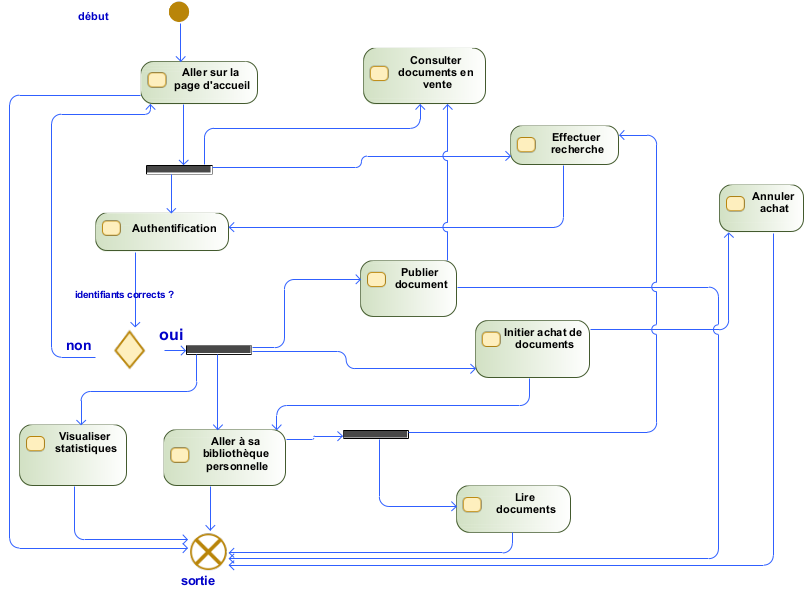 début
Aller sur la
page d'accueil
Consulter
documents en
vente
Effectuer
recherche
Annuler
achat
Authentification
identifiants corrects ?
Publier
document
non
oui
Initier achat de
documents
Visualiser
statistiques
Aller à sa
bibliothèque
personnelle
Lire
documents
sortie